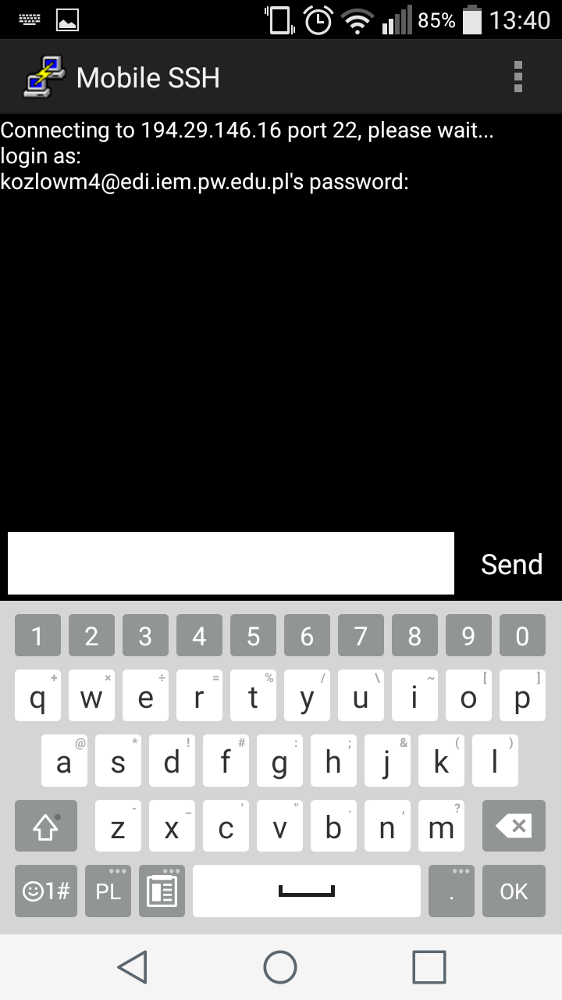 85% 13:40
Mobile SSH
Connecting to 194.29.146.16 port 22, please wait...
login as:
kozlowm4@edi.iem.pw.edu.pl's password:
Send
1 2 3 4 5 6 7 8 9 0
+ × ÷ = % / \ ~ [ ]
q w e r t y u i o p
@ * ! # : ; & ( )
a s d f g h j k l
- _ ' " . , ?
z x c v b n m
1# PL . OK